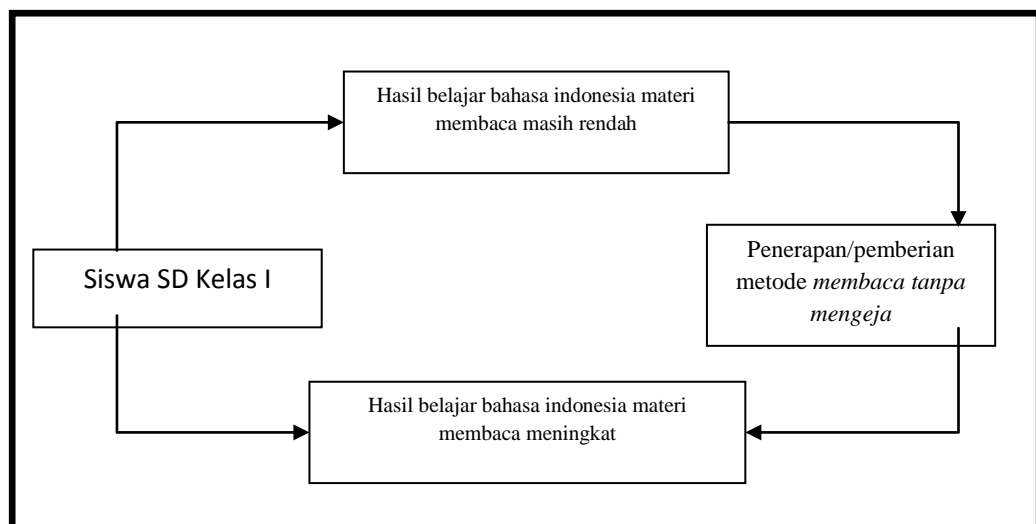 Hasil belajar bahasa indonesia materi
membaca masih rendah
Siswa SD Kelas I
Penerapan/pemberian
metode membaca tanpa
mengeja
Hasil belajar bahasa indonesia materi
membaca meningkat